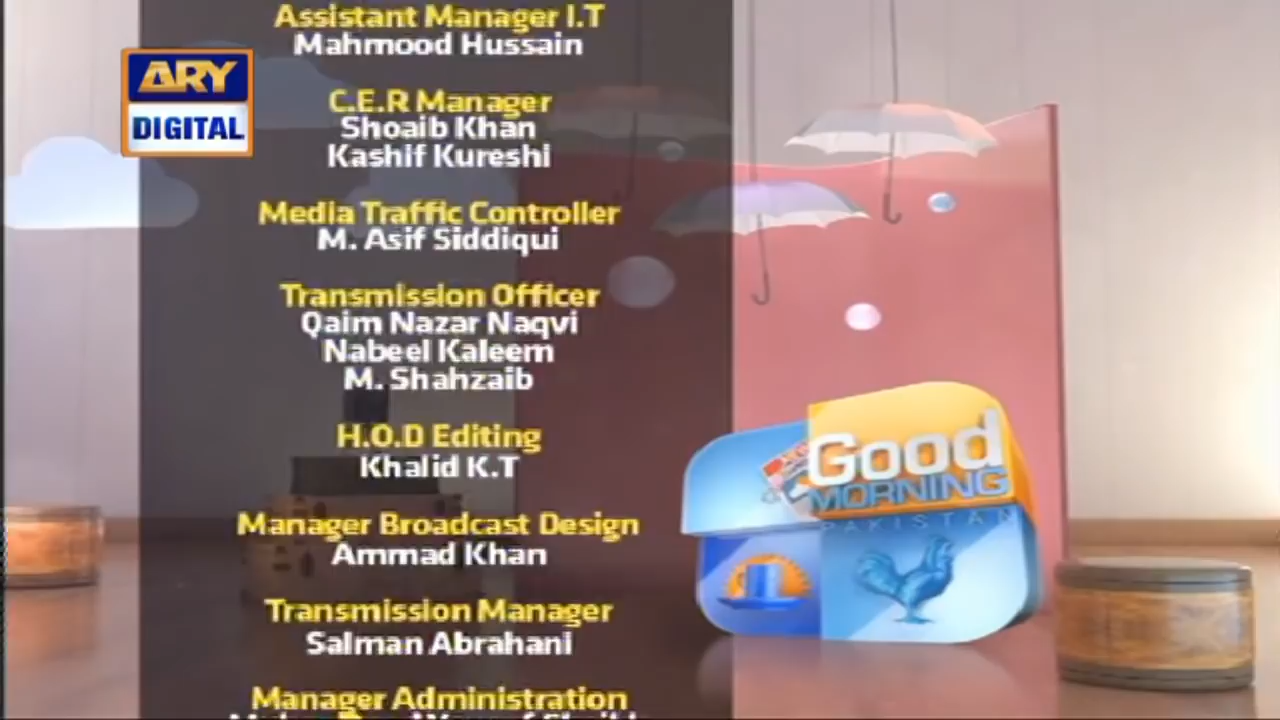 Assistant Manager I.T
Mahmood Hussain
ARY
DIGITAL
C.E.R Manager
Shoaib Khan
Kashif Kureshi
Media Traffic Controller
M. Asif Siddiqui
Transmission Officer
Qaim Nazar Naqvi
Nabeel Kaleem
M. Shahzaib
H.O.D Editing
Khalid K.T
Good
MORNING
PAKISTAN
Manager Broadcast Design
Ammad Khan
Transmission Manager
Salman Abrahani
Manager Administration